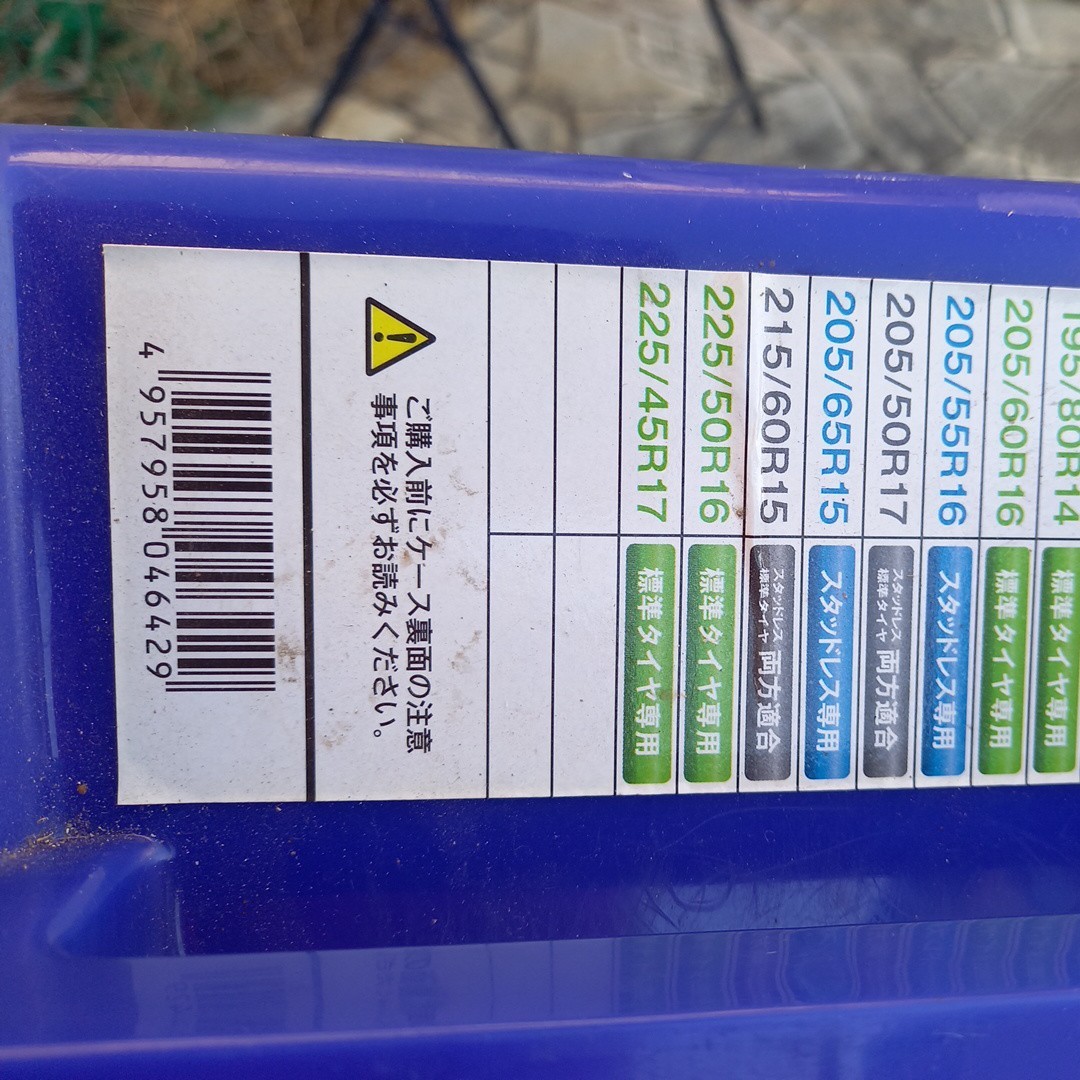 195/80R14 標準タイヤ専用
205/60R16 標準タイヤ専用
205/55R16 スタッドレス専用
205/50R17 スタッドレス 標準タイヤ 両方適合
205/65R15 スタッドレス専用
215/60R15 スタッドレス 標準タイヤ 両方適合
225/50R16 標準タイヤ専用
225/45R17 標準タイヤ専用
ご購入前にケース裏面の注意
事項を必ずお読みください。
4 957958 046429